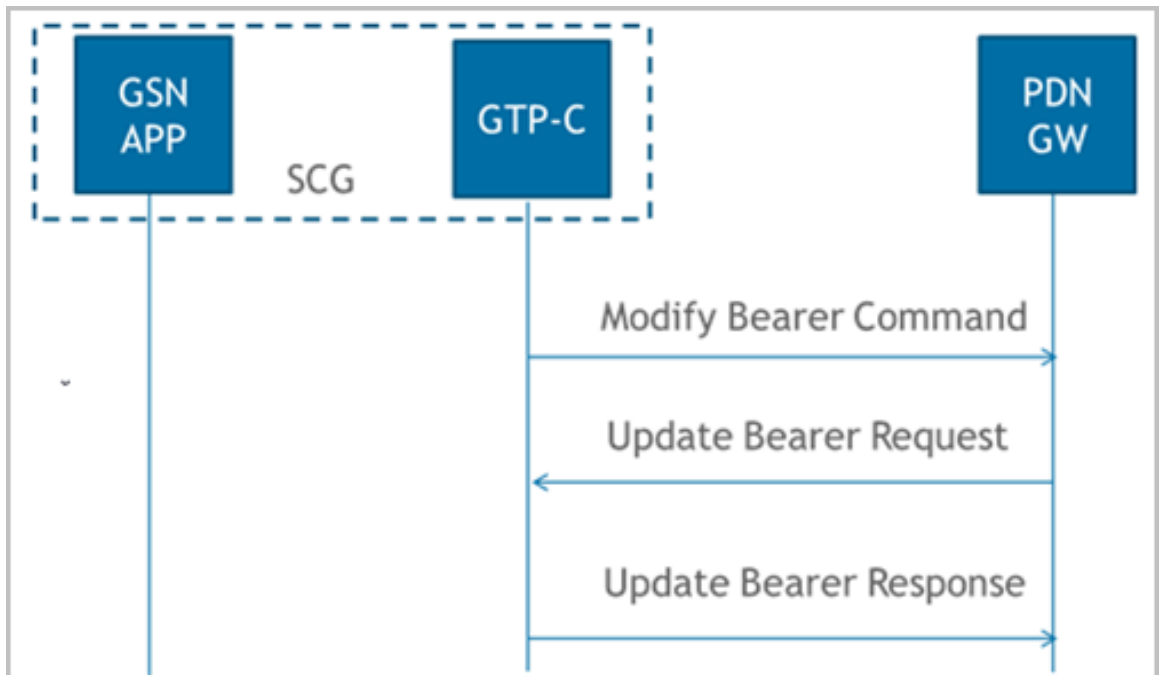 GSN
APP
SCG
GTP-C
PDN
GW
Modify Bearer Command
Update Bearer Request
Update Bearer Response